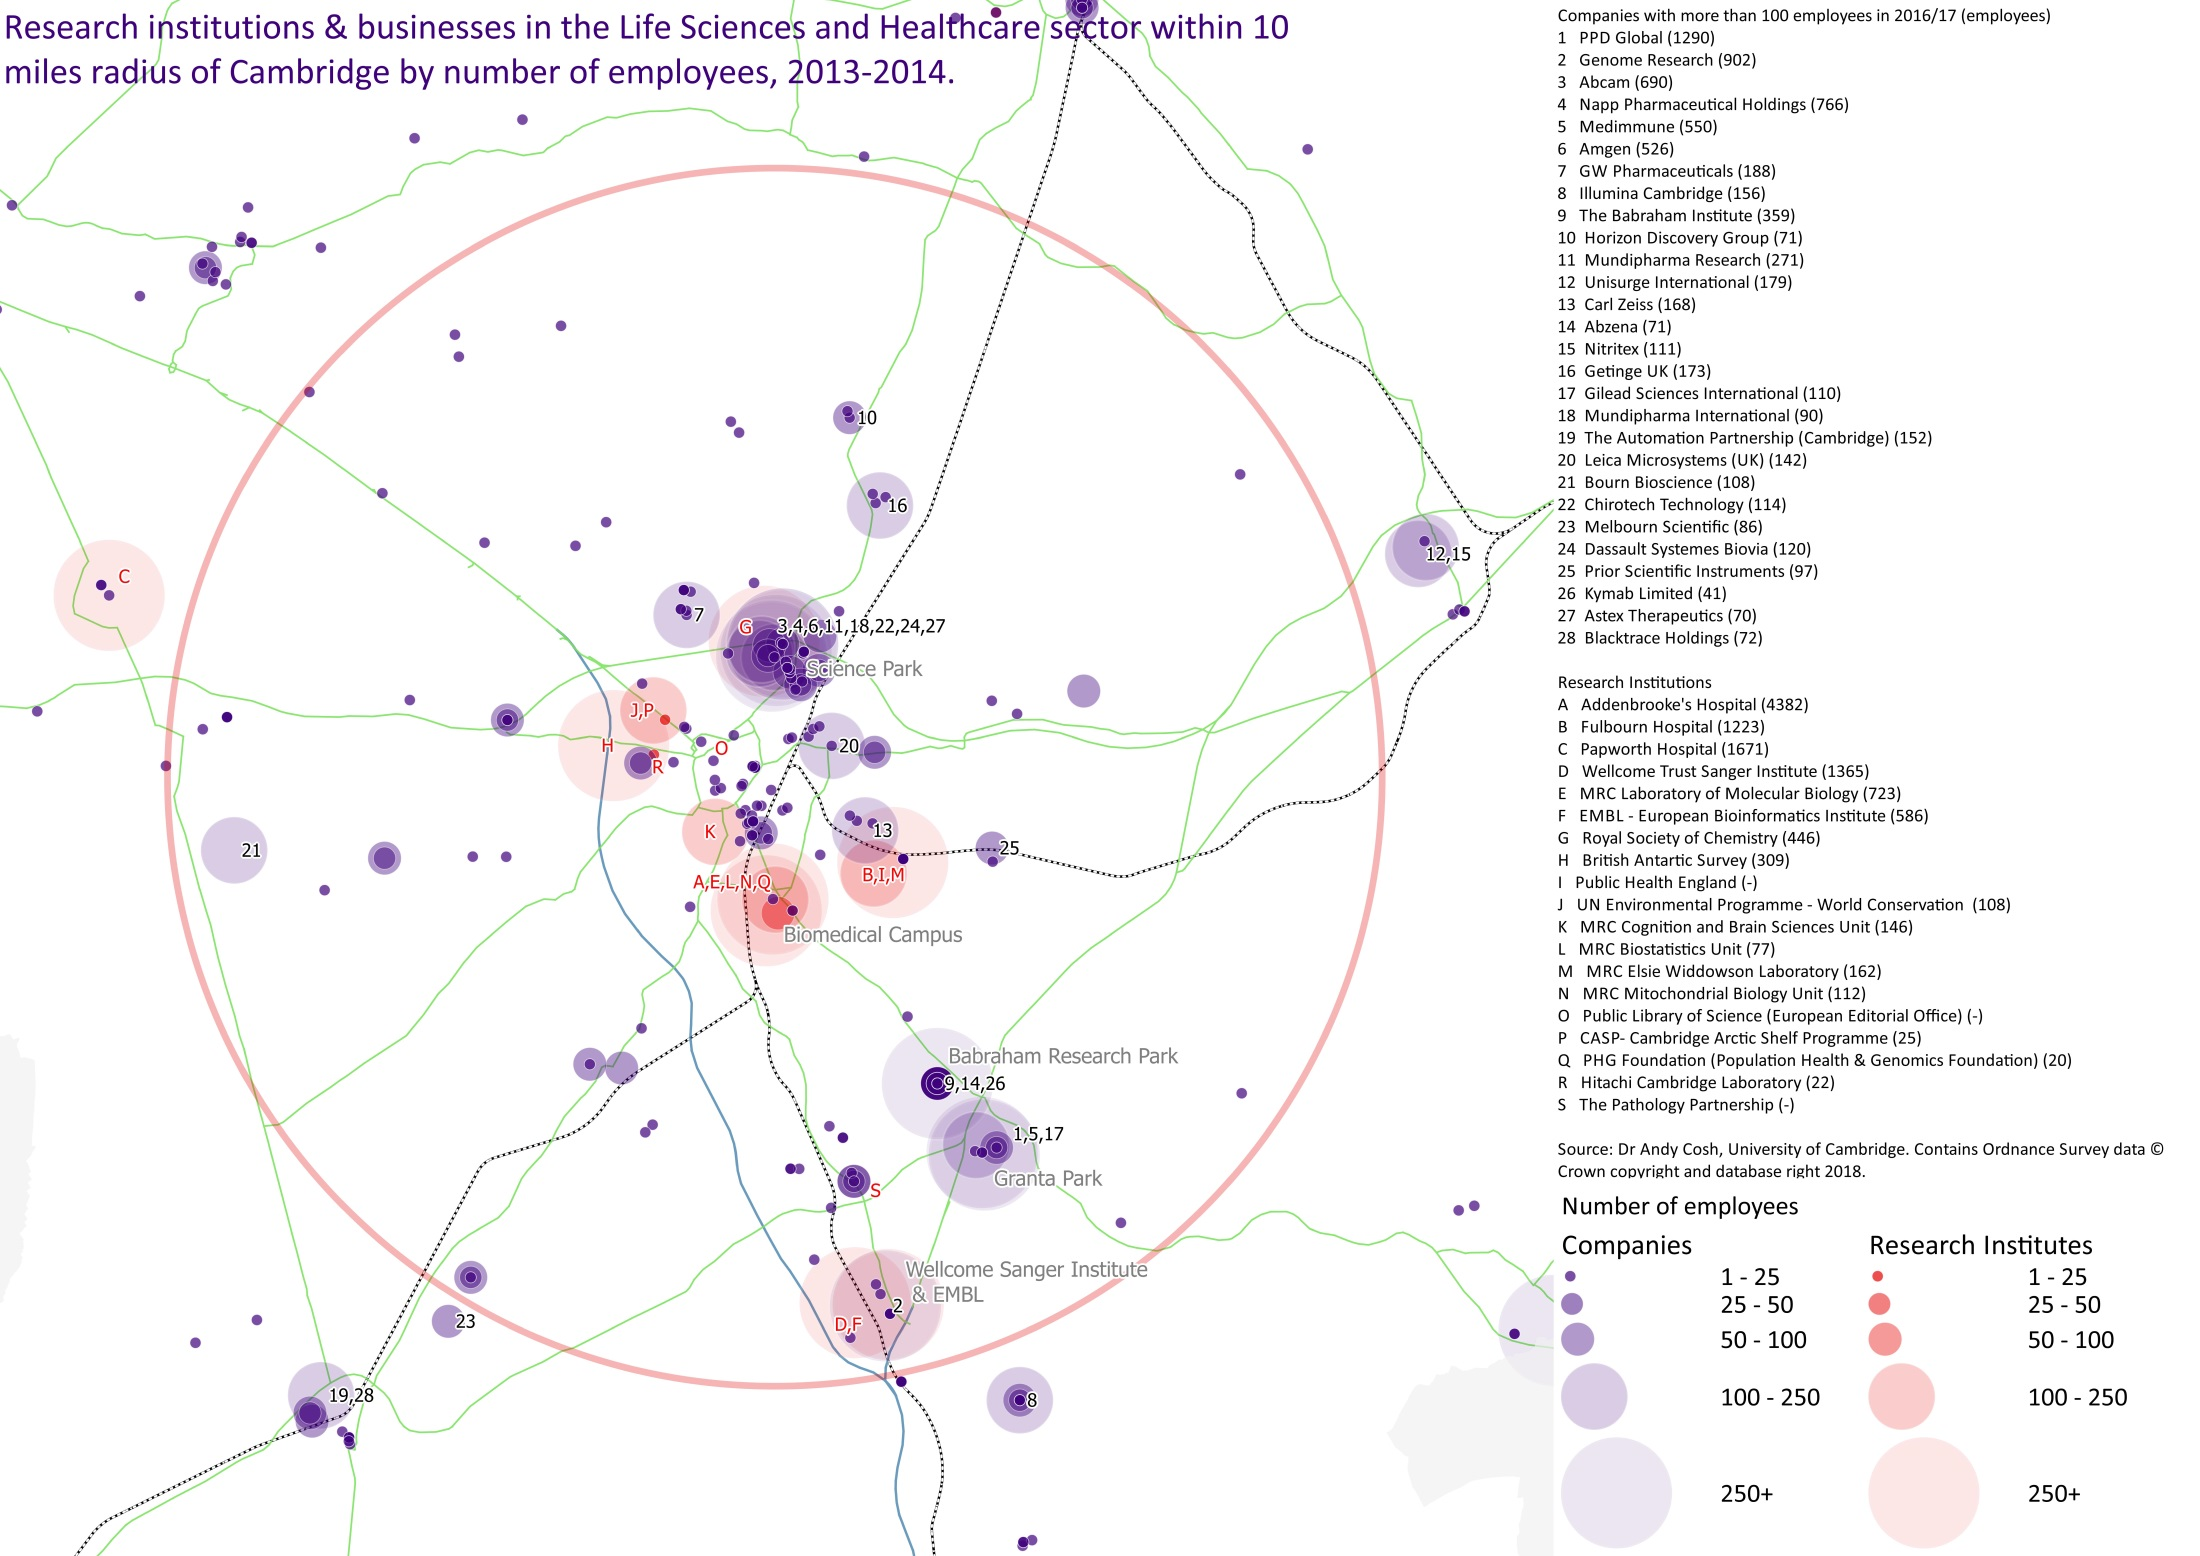 Research institutions & businesses in the Life Sciences and Healthcare sector within 10
miles radius of Cambridge by number of employees, 2013-2014.
10
16
12,15
C
7
G
3,4,6,11,18,22,24,27
Science Park
J,P
H
O
R
20
21
K
13
25
A,E,L,N,Q
B,I,M
Biomedical Campus
Babraham Research Park
9,14,26
1,5,17
Granta Park
S
Wellcome Sanger Institute
& EMBL
2
D,F
23
19,28
8
Companies with more than 100 employees in 2016/17 (employees)
1 PPD Global (1290)
2 Genome Research (902)
3 Abcam (690)
4 Napp Pharmaceutical Holdings (766)
5 Medimmune (550)
6 Amgen (526)
7 GW Pharmaceuticals (188)
8 Illumina Cambridge (156)
9 The Babraham Institute (359)
10 Horizon Discovery Group (71)
11 Mundipharma Research (271)
12 Unisurge International (179)
13 Carl Zeiss (168)
14 Abzena (71)
15 Nitritex (111)
16 Getinge UK (173)
17 Gilead Sciences International (110)
18 Mundipharma International (90)
19 The Automation Partnership (Cambridge) (152)
20 Leica Microsystems (UK) (142)
21 Bourn Bioscience (108)
22 Chirotech Technology (114)
23 Melbourn Scientific (86)
24 Dassault Systemes Biovia (120)
25 Prior Scientific Instruments (97)
26 Kymab Limited (41)
27 Astex Therapeutics (70)
28 Blacktrace Holdings (72)
Research Institutions
A Addenbrooke's Hospital (4382)
B Fulbourn Hospital (1223)
C Papworth Hospital (1671)
D Wellcome Trust Sanger Institute (1365)
E MRC Laboratory of Molecular Biology (723)
F EMBL - European Bioinformatics Institute (586)
G Royal Society of Chemistry (446)
H British Antartic Survey (309)
I Public Health England (-)
J UN Environmental Programme - World Conservation (108)
K MRC Cognition and Brain Sciences Unit (146)
L MRC Biostatistics Unit (77)
M MRC Elsie Widdowson Laboratory (162)
N MRC Mitochondrial Biology Unit (112)
O Public Library of Science (European Editorial Office) (-)
P CASP- Cambridge Arctic Shelf Programme (25)
Q PHG Foundation (Population Health & Genomics Foundation) (20)
R Hitachi Cambridge Laboratory (22)
S The Pathology Partnership (-)
Source: Dr Andy Cosh, University of Cambridge. Contains Ordnance Survey data ©
Crown copyright and database right 2018.
Number of employees
Companies Research Institutes
1 - 25 1 - 25
25 - 50 25 - 50
50 - 100 50 - 100
100 - 250 100 - 250
250+ 250+